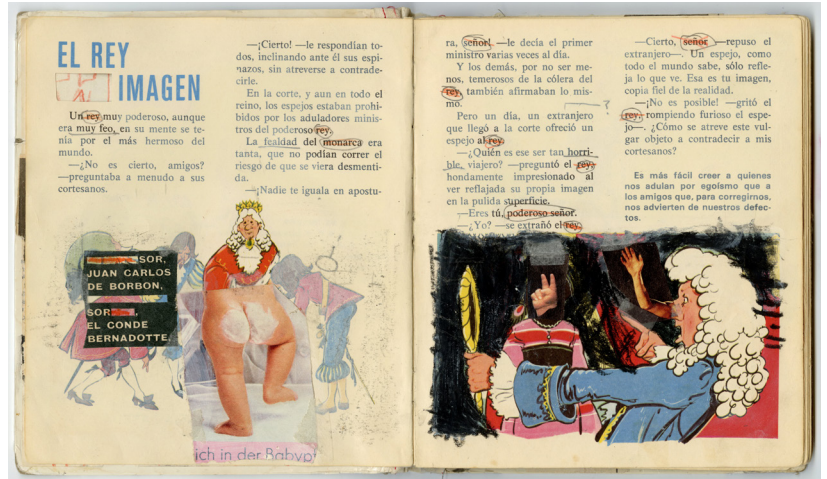 EL REY
IMAGEN
Un rey muy poderoso, aunque
era muy feo, en su mente se te-
nía por el más hermoso del
mundo.
—¿No es cierto, amigos?
—preguntaba a menudo a sus
cortesanos.
—¡Cierto! —le respondían to-
dos, inclinando ante él sus espi-
nazos, sin atreverse a contrade-
cirle.
En la corte, y aun en todo el
reino, los espejos estaban prohi-
bidos por los aduladores minis-
tros del poderoso rey.
La fealdad del monarca era
tanta, que no podían correr el
riesgo de que se viera desmenti-
da.
—¡Nadie te iguala en apostu-
SOR,
JUAN CARLOS
DE BORBON,
SOR
EL CONDE
BERNADOTTE
ich in der Babyp
ra, señor! —le decía el primer
ministro varias veces al día.
Y los demás, por no ser me-
nos, temerosos de la cólera del
rey, también afirmaban lo mis-
mo.
Pero un día, un extranjero
que llegó a la corte ofreció un
espejo al rey.
—¿Quién es ese ser tan horri-
ble, viajero? —preguntó el rey,
hondamente impresionado al
ver reflejada su propia imagen
en la pulida superficie.
—Eres tú, poderoso señor.
—¿Yo? —se extrañó el rey.
—Cierto, señor —repuso el
extranjero—. Un espejo, como
todo el mundo sabe, sólo refle-
ja lo que ve. Esa es tu imagen,
copia fiel de la realidad.
—¡No es posible! —gritó el
rey, rompiendo furioso el espe-
jo—. ¿Cómo se atreve este vul-
gar objeto a contradecir a mis
cortesanos?
Es más fácil creer a quienes
nos adulan por egoísmo que a
los amigos que, para corregirnos,
nos advierten de nuestros defec-
tos.